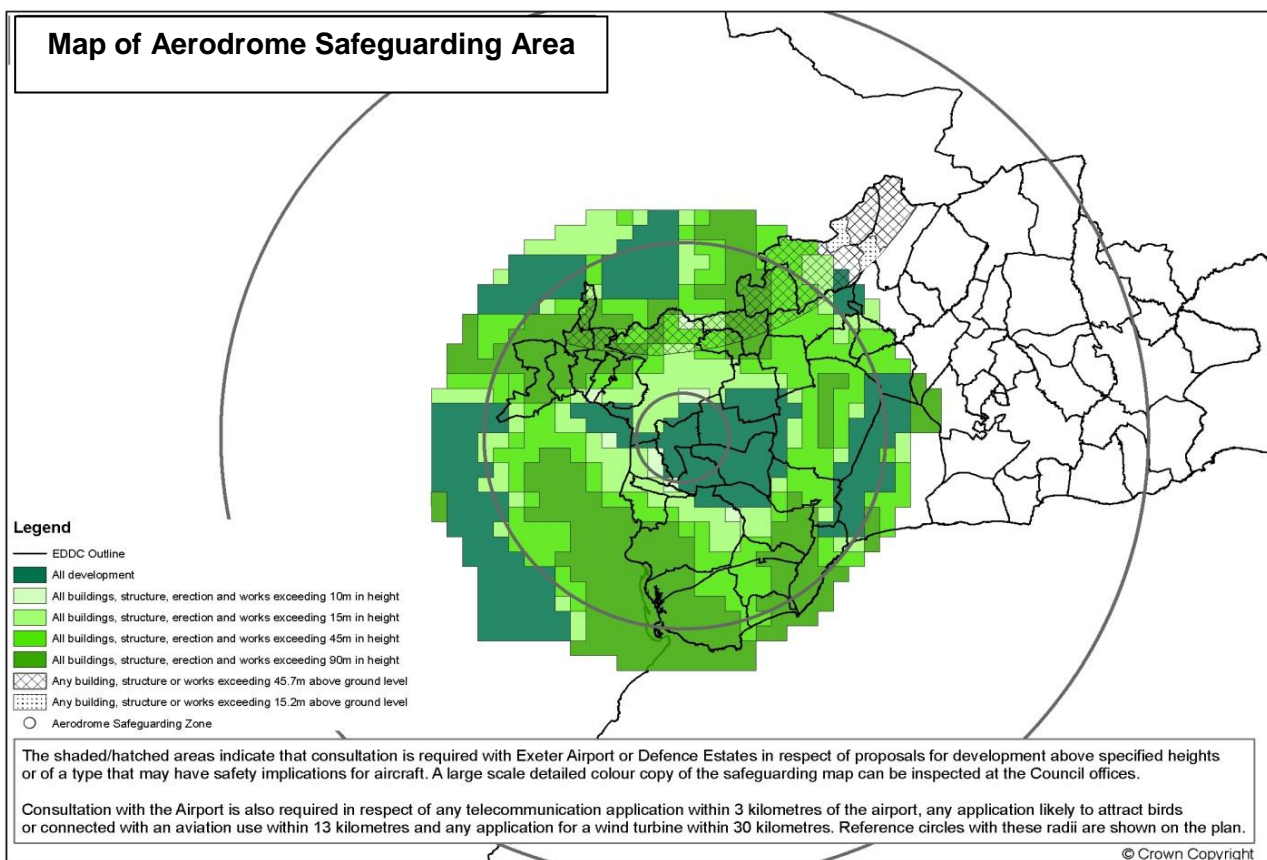 Map of Aerodrome Safeguarding Area
Legend
EDDC Outline
All development
All buildings, structure, erection and works exceeding 10m in height
All buildings, structure, erection and works exceeding 15m in height
All buildings, structure, erection and works exceeding 45m in height
All buildings, structure, erection and works exceeding 90m in height
Any building, structure or works exceeding 45.7m above ground level
Any building, structure or works exceeding 15.2m above ground level
Aerodrome Safeguarding Zone
The shaded/hatched areas indicate that consultation is required with Exeter Airport or Defence Estates in respect of proposals for development above specified heights
or of a type that may have safety implications for aircraft. A large scale detailed colour copy of the safeguarding map can be inspected at the Council offices.
Consultation with the Airport is also required in respect of any telecommunication application within 3 kilometres of the airport, any application likely to attract birds
or connected with an aviation use within 13 kilometres and any application for a wind turbine within 30 kilometres. Reference circles with these radii are shown on the plan.
© Crown Copyright